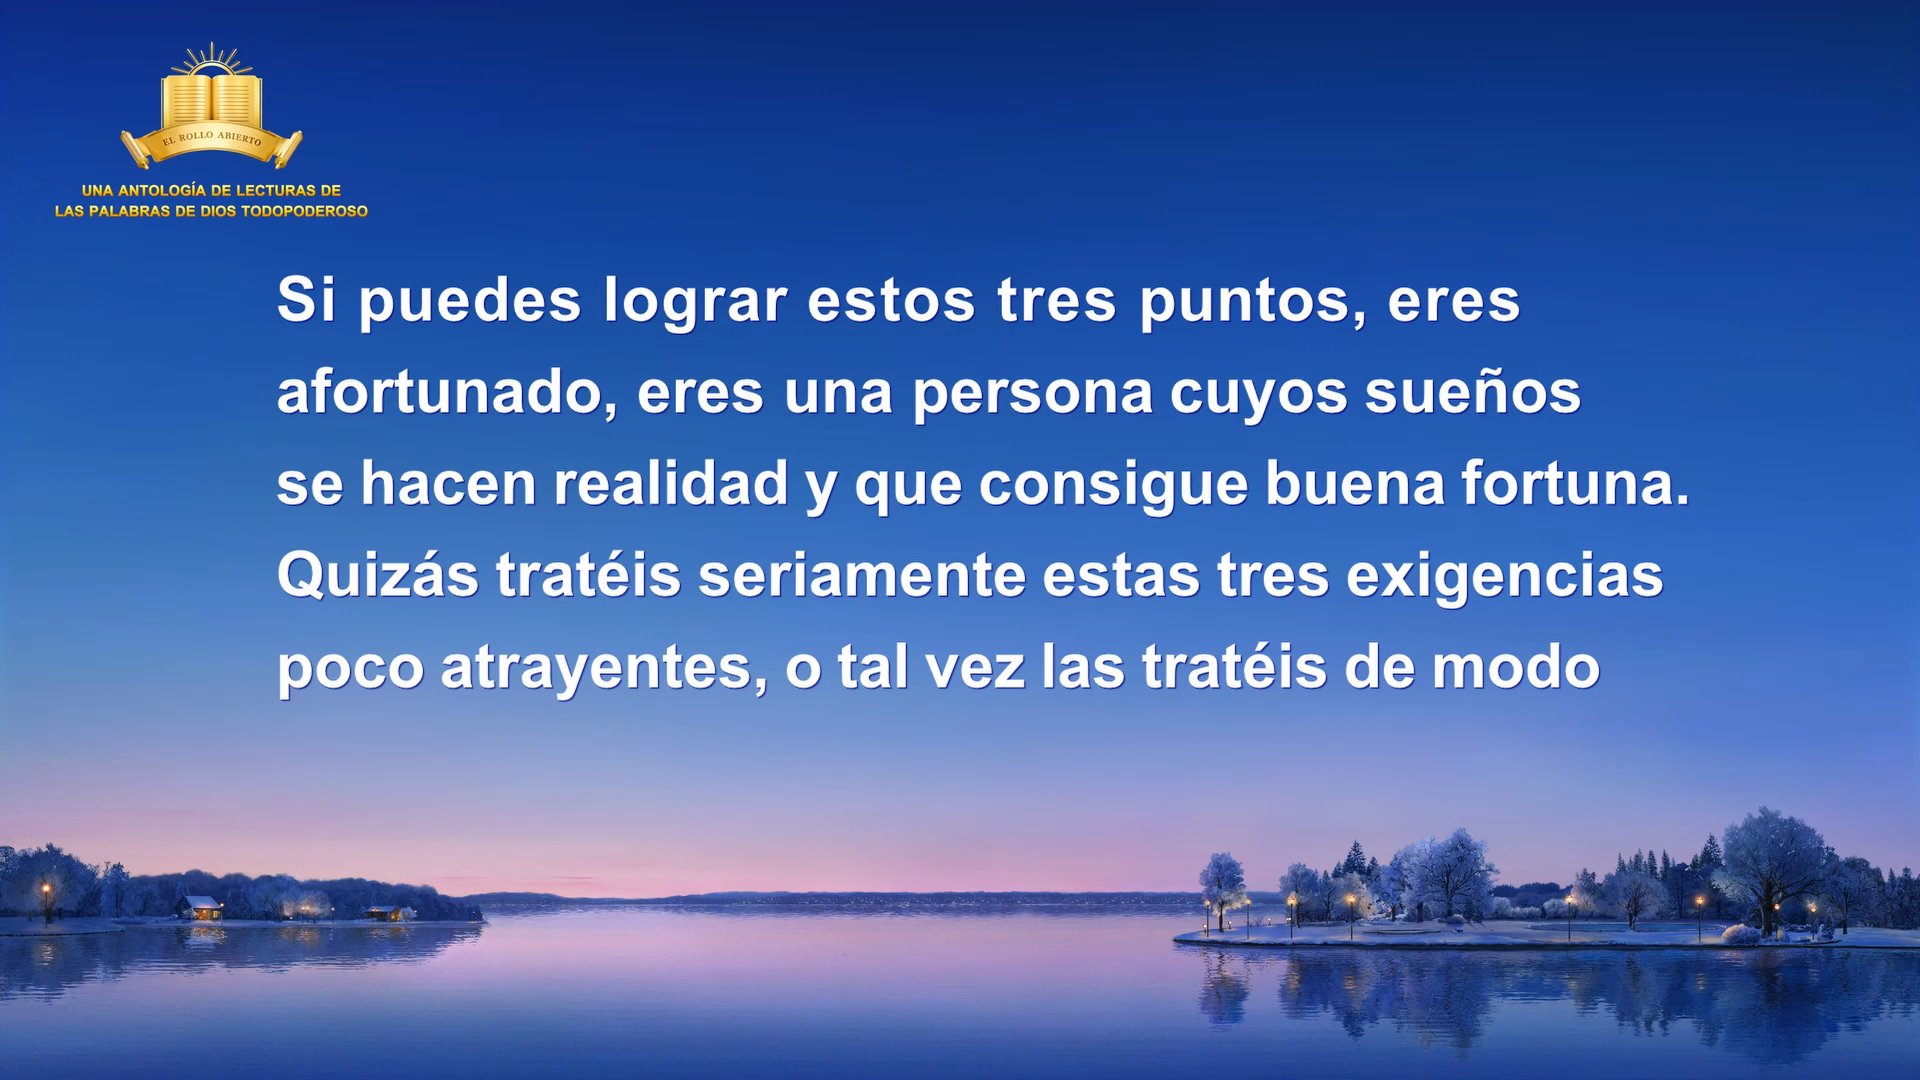 EL ROLLO ABIERTO
UNA ANTOLOGÍA DE LECTURAS DE
LAS PALABRAS DE DIOS TODOPODEROSO
Si puedes lograr estos tres puntos, eres
afortunado, eres una persona cuyos sueños
se hacen realidad y que consigue buena fortuna.
Quizás tratéis seriamente estas tres exigencias
poco atrayentes, o tal vez las tratéis de modo